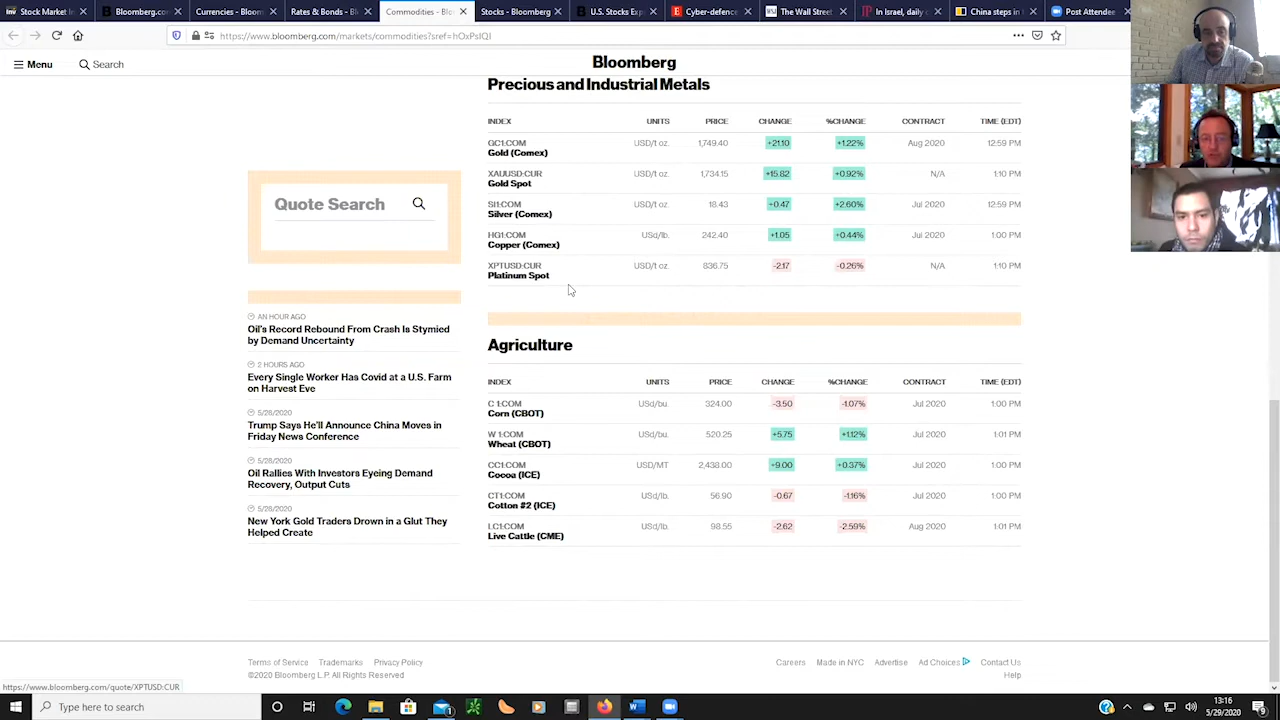 Stock Market In
Bloomberg.com
Currencies - Bloom
Rates & Bonds - Bl
Commodities - Blo
Stocks - Bloomberg
U.S. Stocks Exp
Cyber-defence
The Wall Street
In Israel, daily c
China steps in
Post Attendee
https://www.bloomberg.com/markets/commodities?sref=hOxPsIQI
Menu
Search
Bloomberg
Precious and Industrial Metals
INDEX UNITS PRICE CHANGE %CHANGE CONTRACT TIME (EDT)
GC1:COM USD/t oz. 1,749.40 +21.10 +1.22% Aug 2020 12:59 PM
Gold (Comex)
XAUUSD:CUR USD/t oz. 1,734.15 +15.82 +0.92% N/A 1:10 PM
Gold Spot
SI1:COM USD/t oz. 18.43 +0.47 +2.60% Jul 2020 12:59 PM
Silver (Comex)
HG1:COM USd/lb. 242.40 +1.05 +0.44% Jul 2020 1:00 PM
Copper (Comex)
XPTUSD:CUR USD/t oz. 836.75 -2.17 -0.26% N/A 1:10 PM
Platinum Spot
Quote Search
AN HOUR AGO
Oil's Record Rebound From Crash Is Stymied
by Demand Uncertainty
2 HOURS AGO
Every Single Worker Has Covid at a U.S. Farm
on Harvest Eve
5/28/2020
Trump Says He'll Announce China Moves in
Friday News Conference
5/28/2020
Oil Rallies With Investors Eyeing Demand
Recovery, Output Cuts
5/28/2020
New York Gold Traders Drown in a Glut They
Helped Create
Agriculture
INDEX UNITS PRICE CHANGE %CHANGE CONTRACT TIME (EDT)
C 1:COM USd/bu. 324.00 -3.50 -1.07% Jul 2020 1:00 PM
Corn (CBOT)
W 1:COM USd/bu. 520.25 +5.75 +1.12% Jul 2020 1:01 PM
Wheat (CBOT)
CC1:COM USD/MT 2,438.00 +9.00 +0.37% Jul 2020 1:00 PM
Cocoa (ICE)
CT1:COM USd/lb. 56.90 -0.67 -1.16% Jul 2020 1:00 PM
Cotton #2 (ICE)
LC1:COM USd/lb. 98.55 -2.62 -2.59% Aug 2020 1:01 PM
Live Cattle (CME)
Terms of Service Trademarks Privacy Policy
©2020 Bloomberg L.P. All Rights Reserved
Careers Made in NYC Advertise Ad Choices Contact Us
Help
https://www.bloomberg.com/quote/XPTUSD:CUR
Type here to search
13:16
5/29/2020